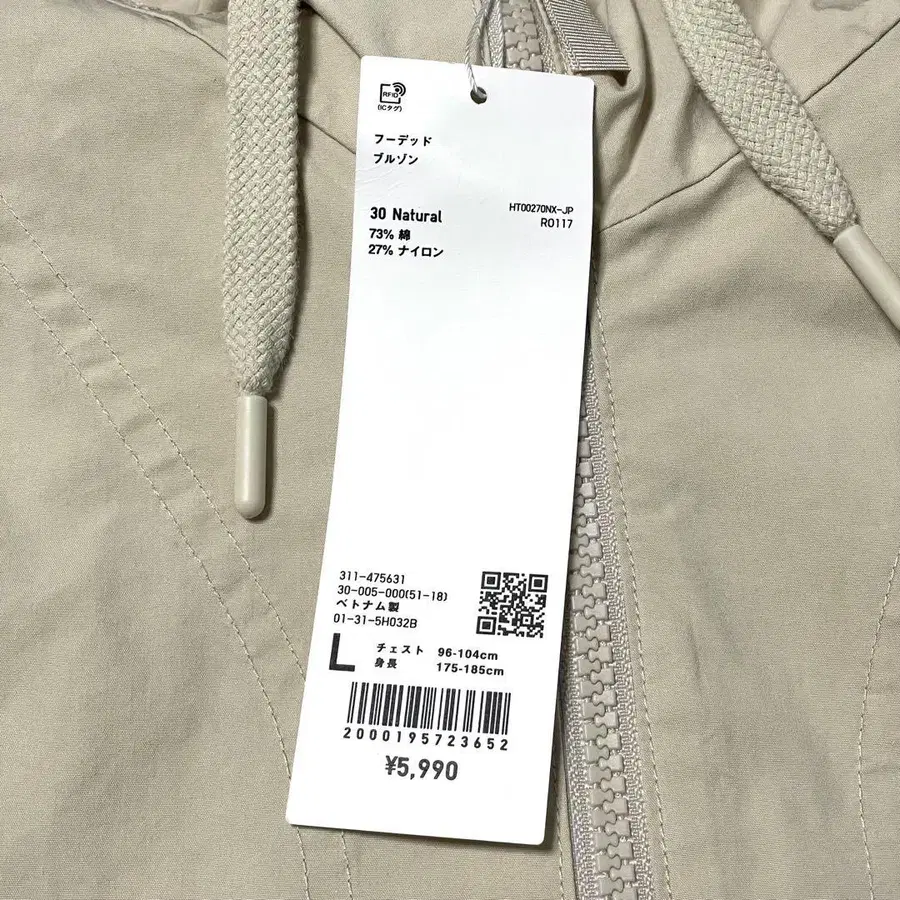 RFID
(ICタグ)
フーデッド
ブルゾン
30 Natural
HT00270NX-JP
73% 綿
R0117
27% ナイロン
311-475631
30-005-000(51-18)
ベトナム製
01-31-5H032B
L チェスト 96-104cm
身長 175-185cm
2000195723652
¥5,990